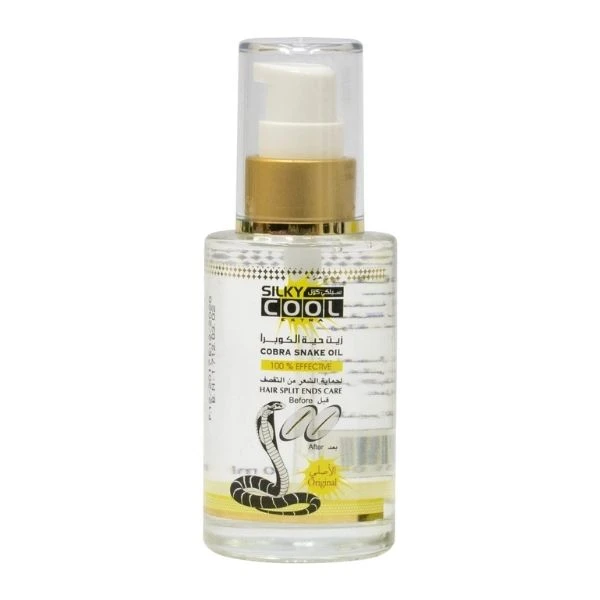 SILKY سيلكي كول
COOL
EXTRA
زيت حية الكوبرا
COBRA SNAKE OIL
100 % EFFECTIVE
لحماية الشعر من التقصف
HAIR SPLIT ENDS CARE
Before قبل
After بعد
الأصلي
Original